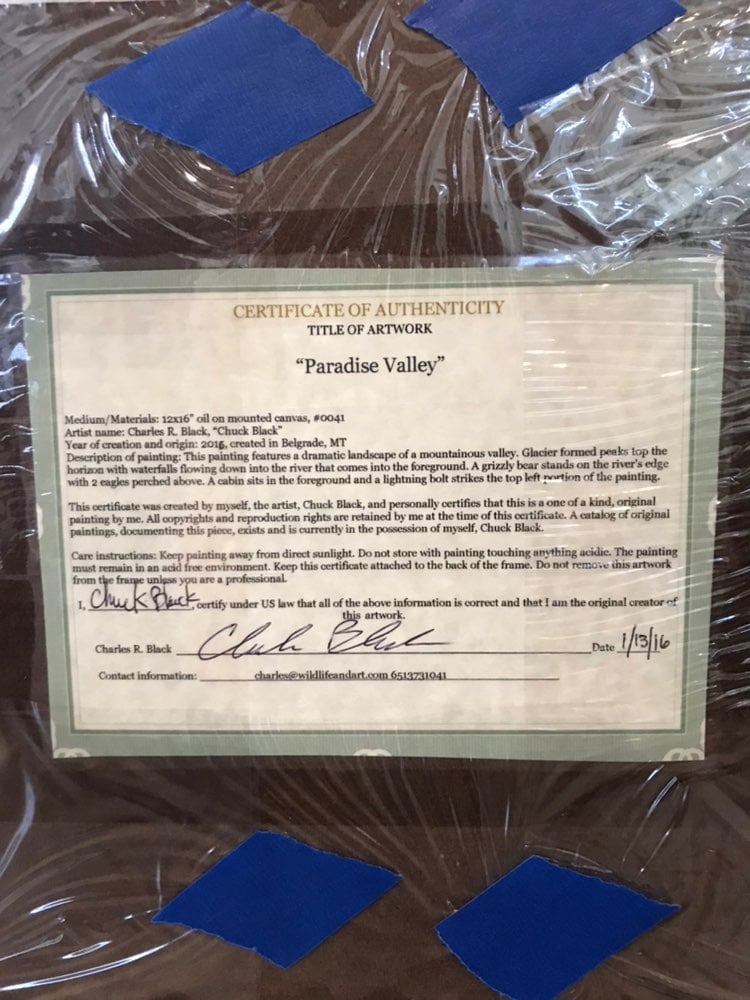 CERTIFICATE OF AUTHENTICITY
TITLE OF ARTWORK
“Paradise Valley”
Medium/Materials: 12x16” oil on mounted canvas, #0041
Artist name: Charles R. Black, “Chuck Black”
Year of creation and origin: 2015, created in Belgrade, MT
Description of painting: This painting features a dramatic landscape of a mountainous valley. Glacier formed peaks top the
horizon with waterfalls flowing down into the river that comes into the foreground. A grizzly bear stands on the river’s edge
with 2 eagles perched above. A cabin sits in the foreground and a lightning bolt strikes the top left portion of the painting.
This certificate was created by myself, the artist, Chuck Black, and personally certifies that this is a one of a kind, original
painting by me. All copyrights and reproduction rights are retained by me at the time of this certificate. A catalog of original
paintings, documenting this piece, exists and is currently in the possession of myself, Chuck Black.
Care instructions: Keep painting away from direct sunlight. Do not store with painting touching anything acidic. The painting
must remain in an acid free environment. Keep this certificate attached to the back of the frame. Do not remove this artwork
from the frame unless you are a professional.
I, Chuck Black certify under US law that all of the above information is correct and that I am the original creator of
this artwork.
Charles R. Black Chuck Black Date 1/13/16
Contact information: charles@wildlifeandart.com 6513731041